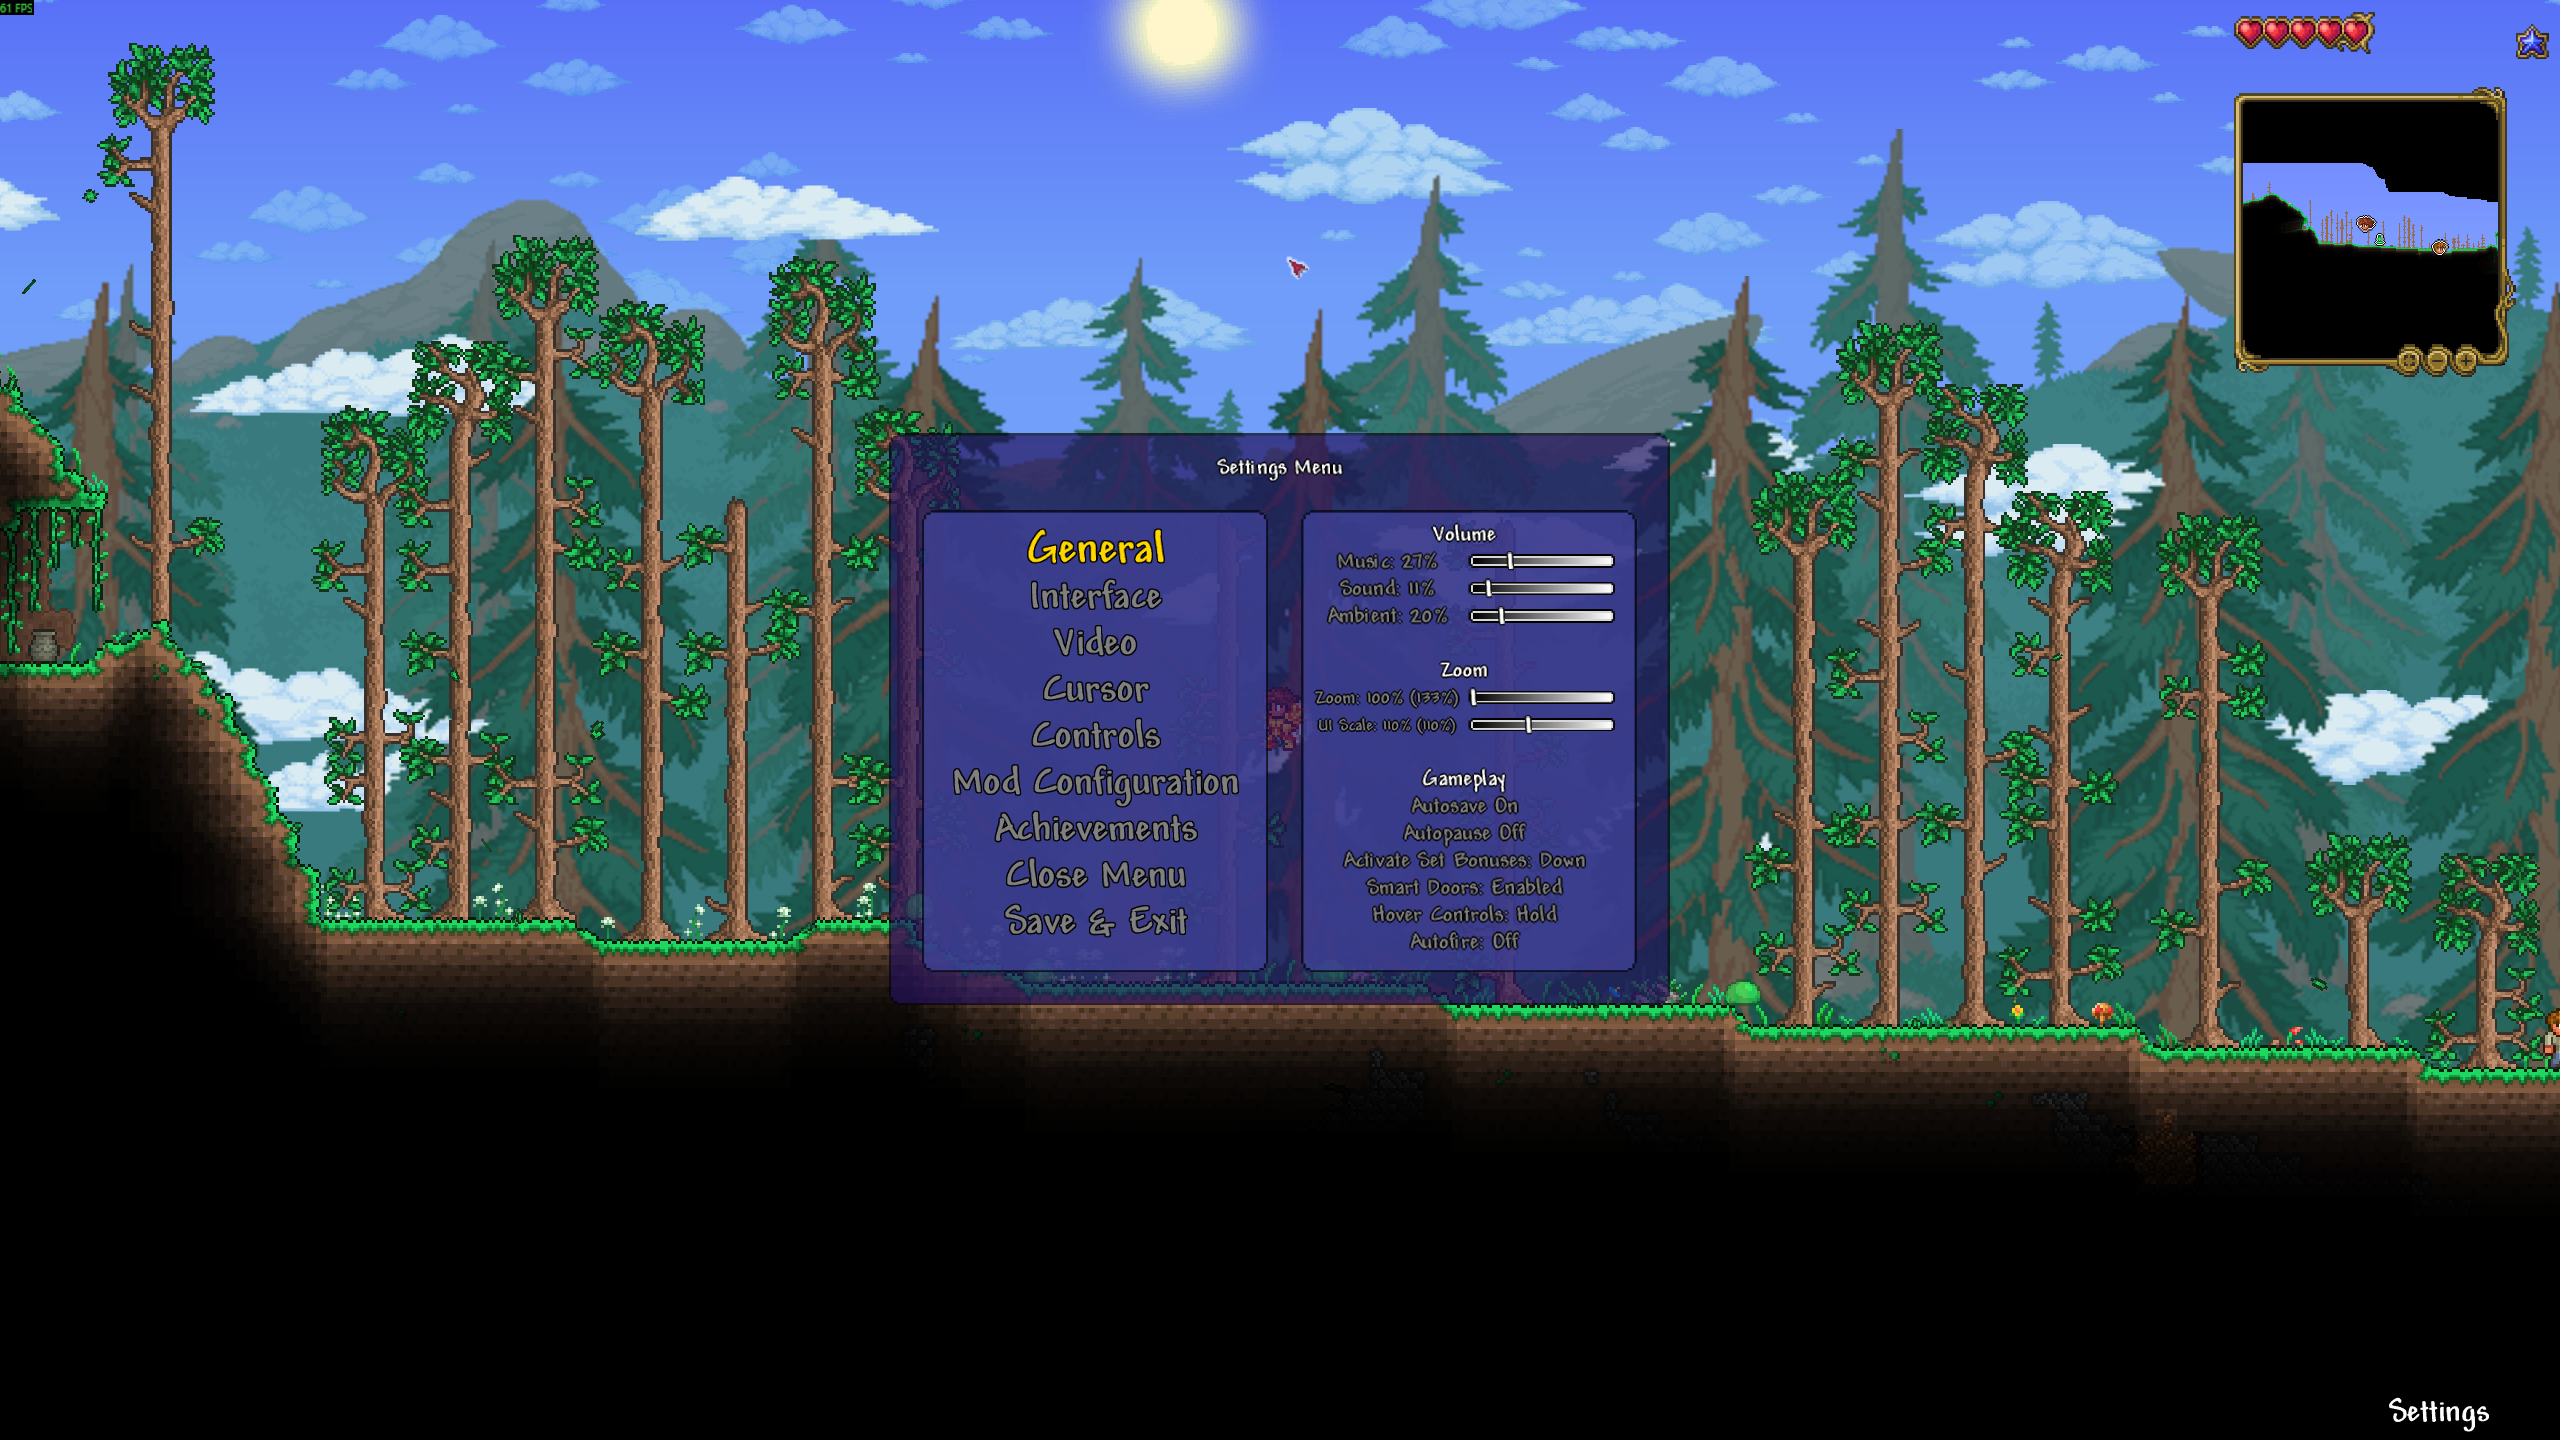 61 FPS
Settings Menu
General
Interface
Video
Cursor
Controls
Mod Configuration
Achievements
Close Menu
Save & Exit
Volume
Music: 27%
Sound: 11%
Ambient: 20%
Zoom
Zoom: 100% (133%)
UI Scale: 110% (110%)
Gameplay
Autosave On
Autopause Off
Activate Set Bonuses: Down
Smart Doors: Enabled
Hover Controls: Hold
Autofire: Off
Settings